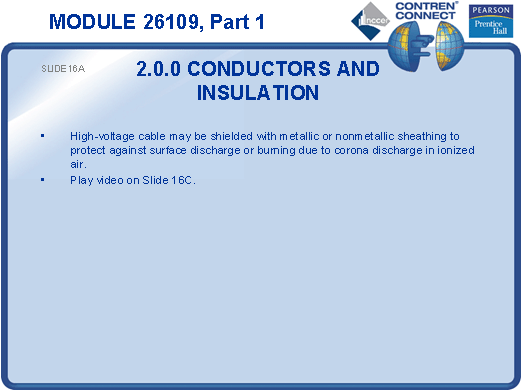 MODULE 26109, Part 1
nccer
CONTREN®
CONNECT
PEARSON
Prentice
Hall
SLIDE 16A
2.0.0 CONDUCTORS AND
INSULATION
• High-voltage cable may be shielded with metallic or nonmetallic sheathing to
protect against surface discharge or burning due to corona discharge in ionized
air.
• Play video on Slide 16C.